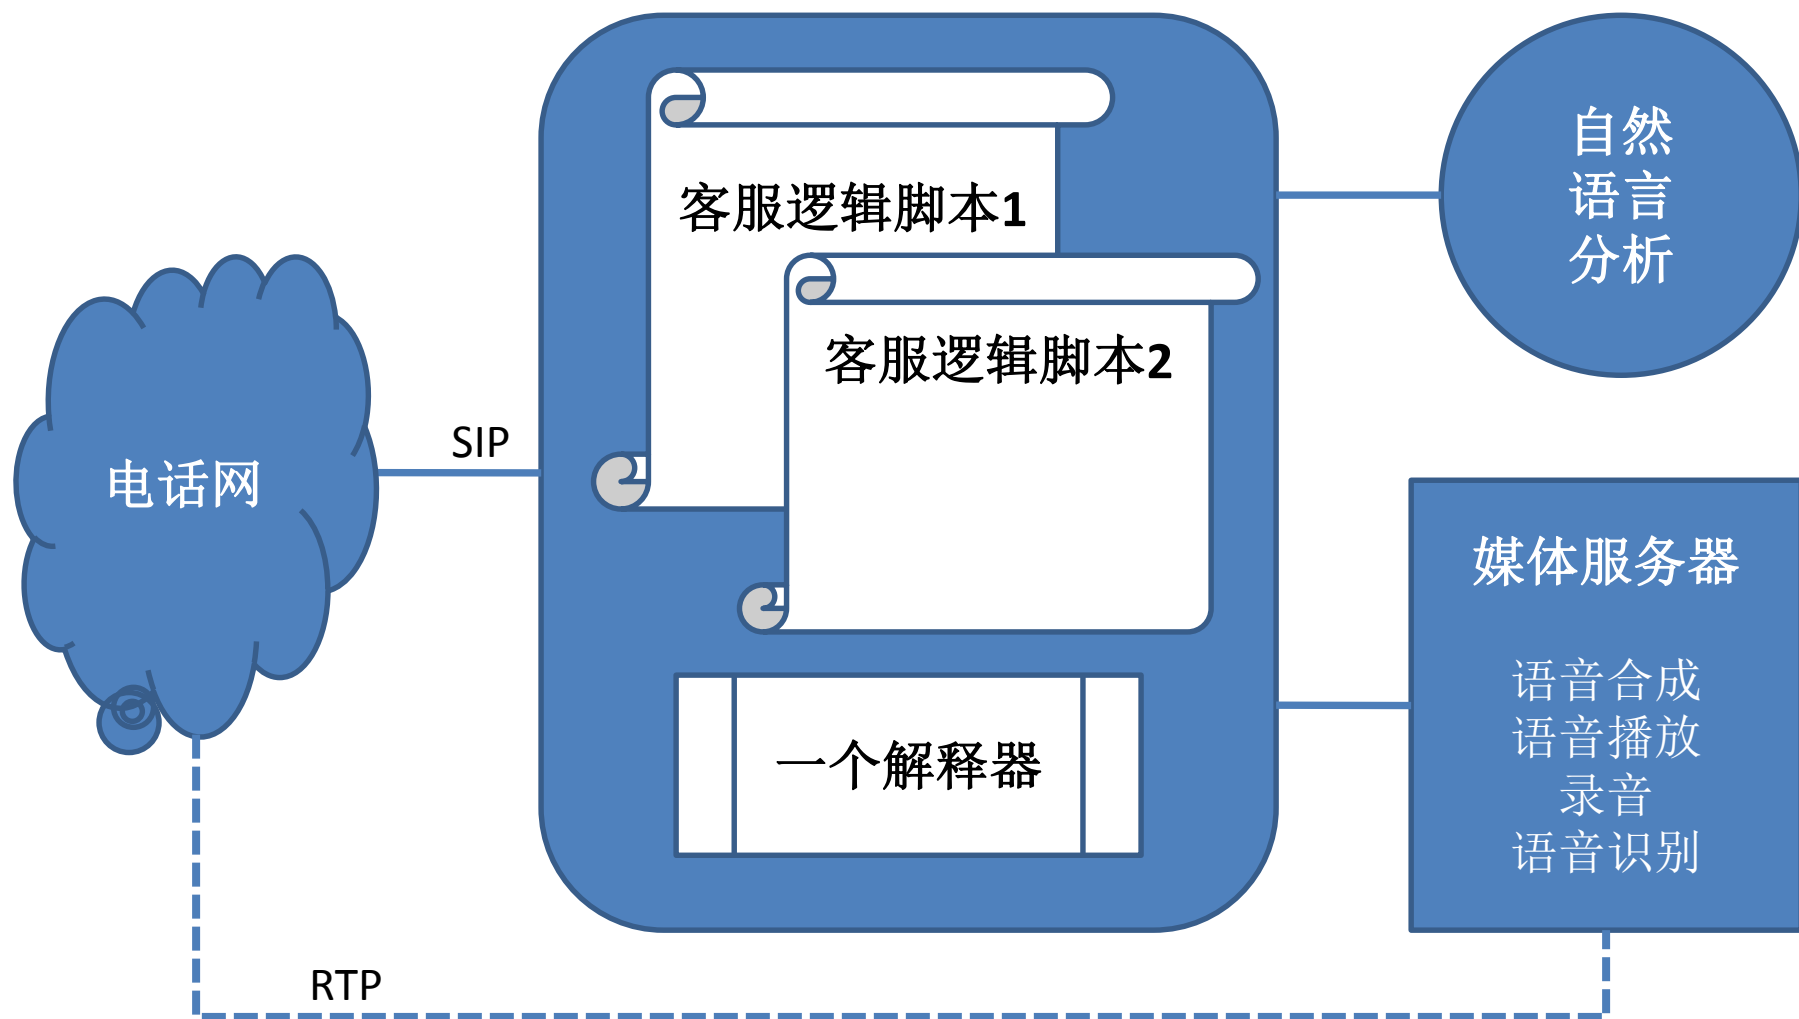 客服逻辑脚本1
客服逻辑脚本2
一个解释器
电话网
SIP
RTP
自然
语言
分析
媒体服务器
语音合成
语音播放
录音
语音识别